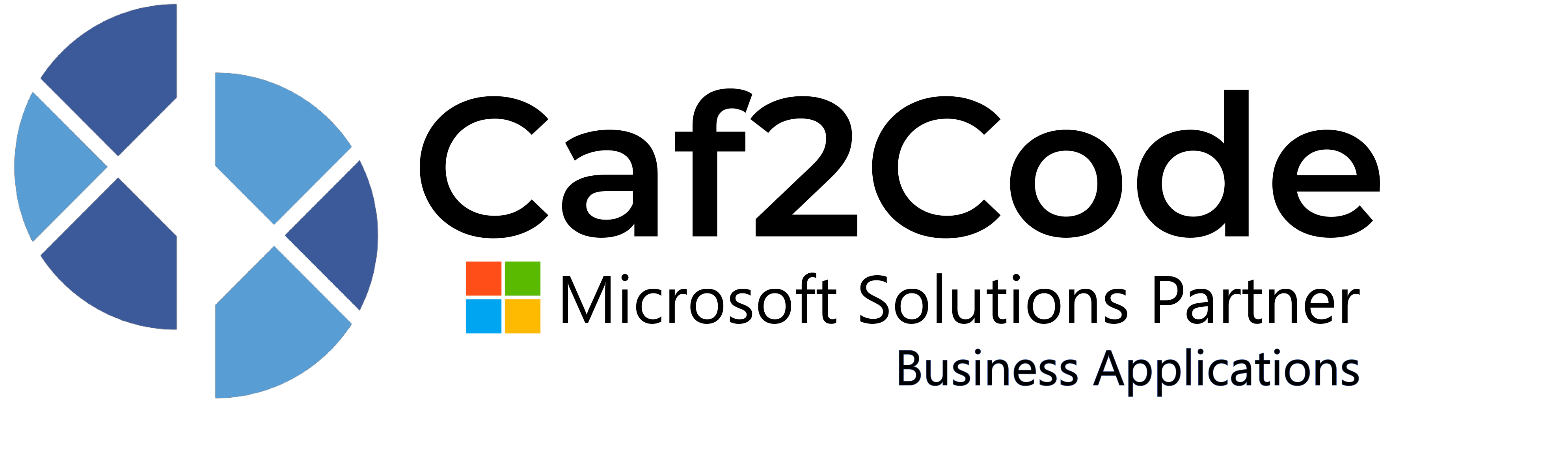 Caf2Code
Microsoft Solutions Partner
Business Applications